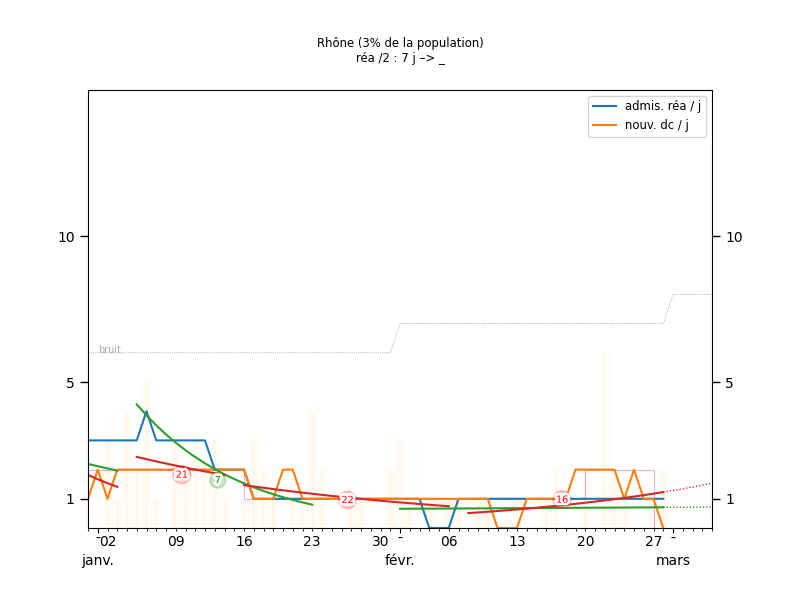 Rhône (3% de la population)
réa /2 : 7 j –> _
admis. réa / j
nouv. dc / j
10 10
bruit
5 5
21
7
22
16
1 1
02 09 16 23 30 06 13 20 27
janv. févr. mars